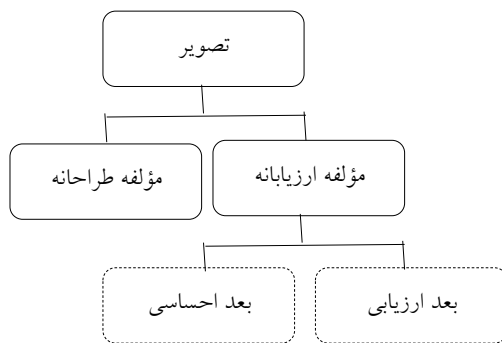 تصویر
مؤلفه ارزیابانه
مؤلفه طراحانه
بعد ارزیابی
بعد احساسی